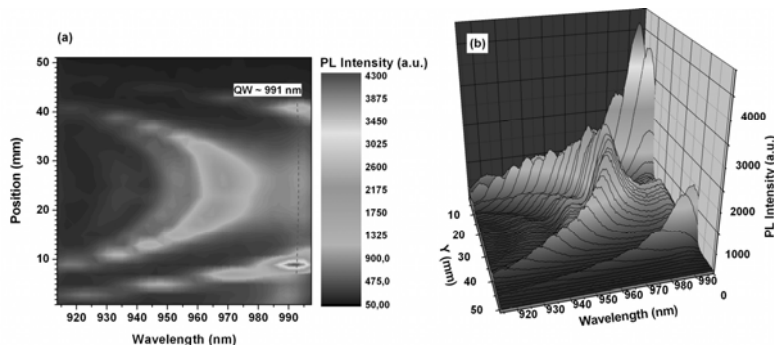 (a)
PL Intensity (a.u.)
QW ~ 991 nm
50
40
30
20
10
Position (mm)
920 930 940 950 960 970 980 990
Wavelength (nm)
4300
3875
3450
3025
2600
2175
1750
1325
900,0
475,0
50,00
(b)
4000
3000
2000
1000
0
PL Intensity (a.u.)
10
20
30
40
50
Y (mm)
920 930 940 950 960 970 980 990
Wavelength (nm)